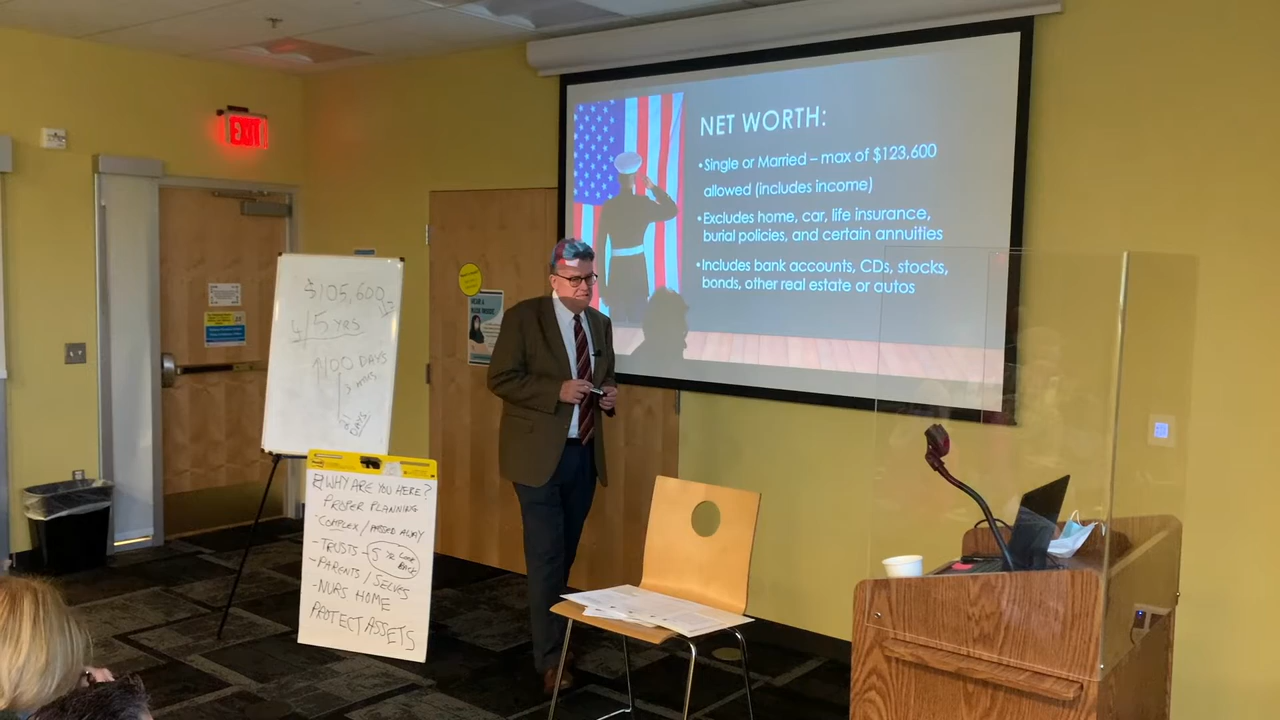 EXIT
NET WORTH:
•Single or Married – max of $123,600
allowed (includes income)
•Excludes home, car, life insurance,
burial policies, and certain annuities
•Includes bank accounts, CDs, stocks,
bonds, other real estate or autos
$105,600
5 YRS
100 DAYS
DAYS
WHY ARE YOU HERE?
PROPER PLANNING
-COMPLEX / PASSED AWAY
-TRUSTS - 5 YR LOOK
BACK
-PARENTS / SELVES
-NURS HOME
PROTECT ASSETS